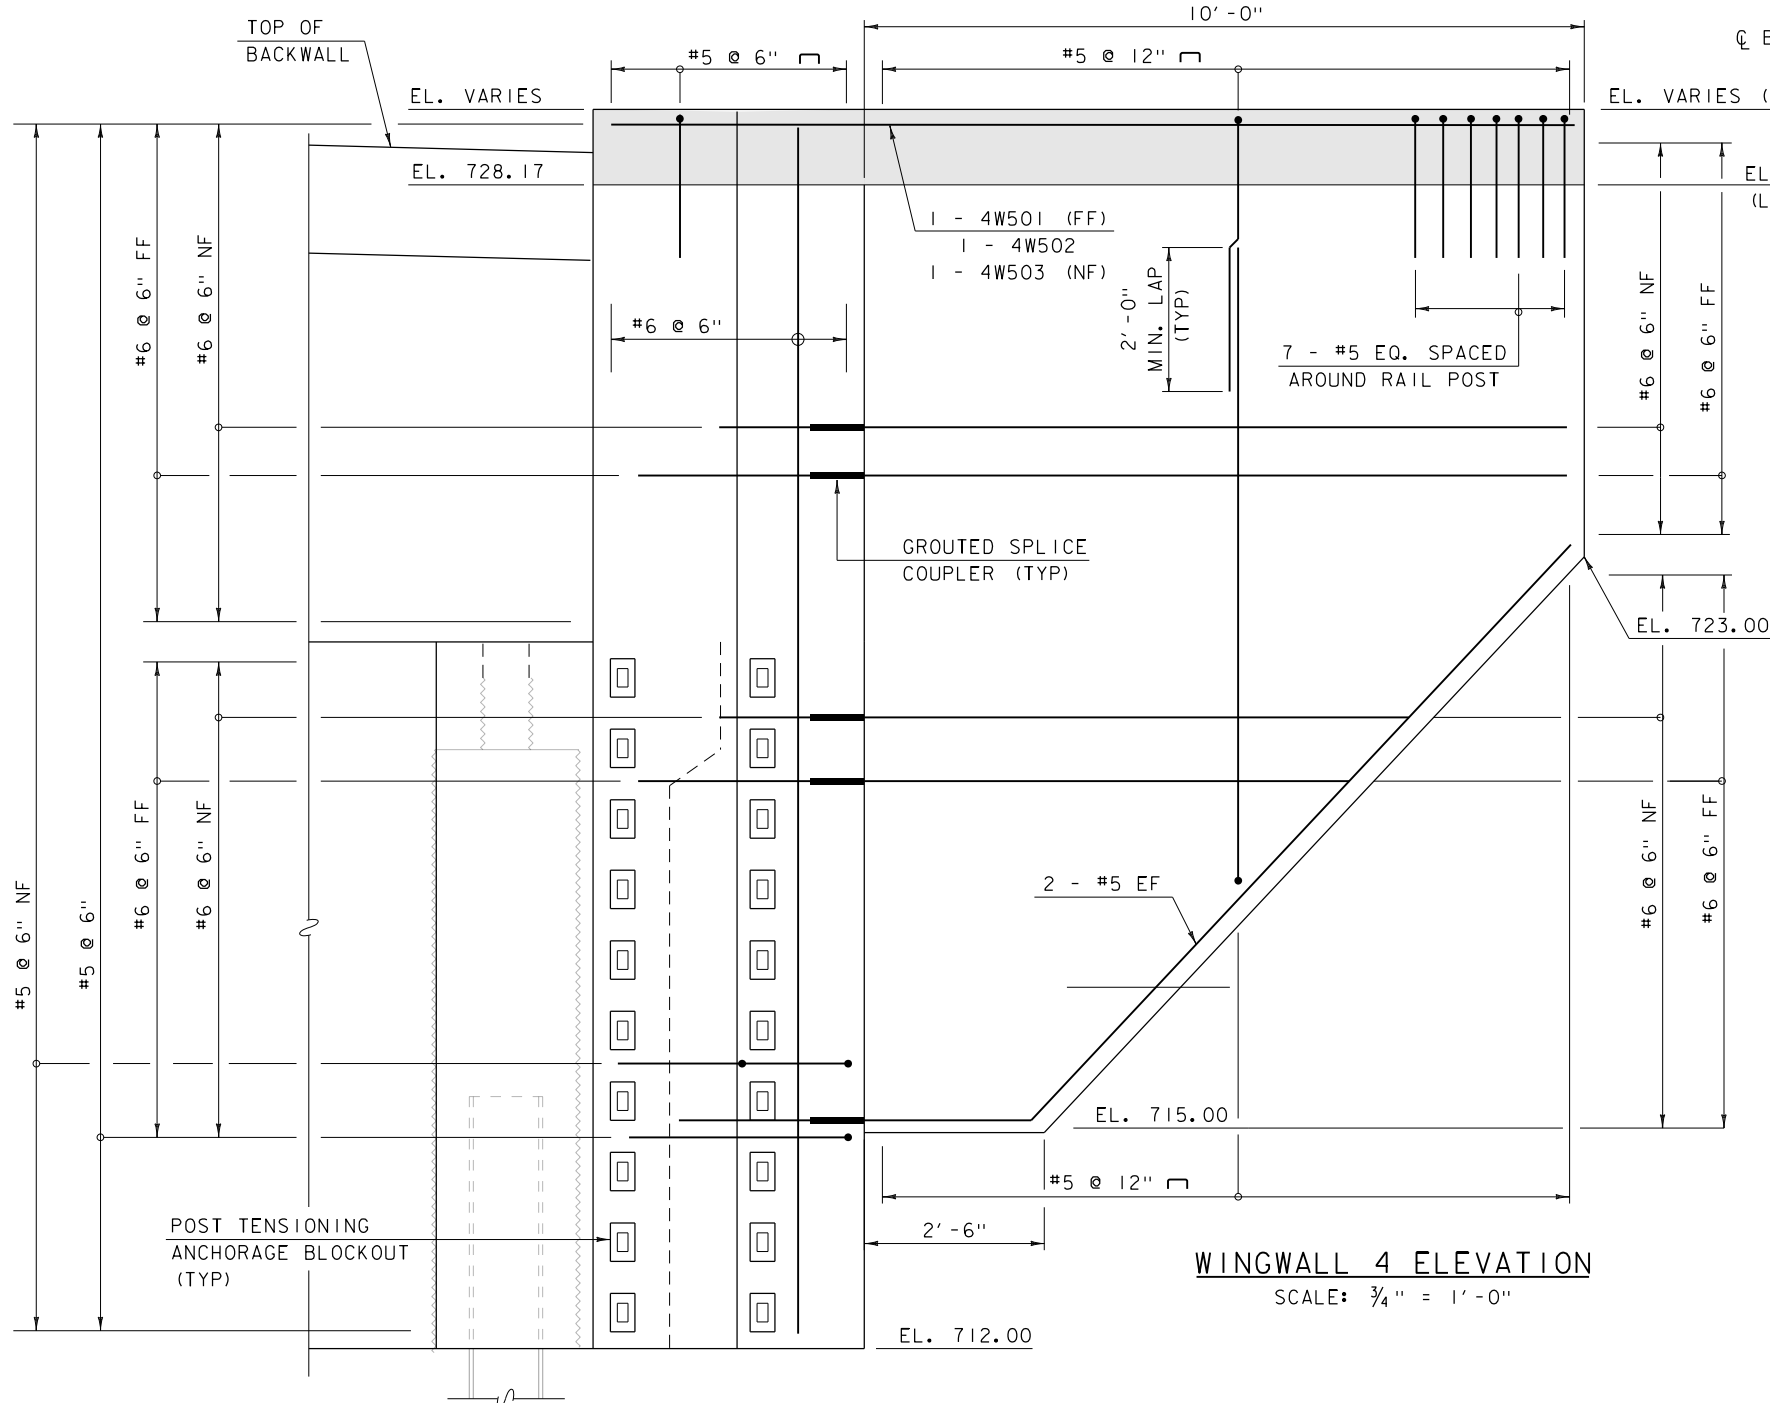 10'-0"
TOP OF
BACKWALL
#5 @ 6"
#5 @ 12"
℄
EL. VARIES
EL. VARIES (
EL. 728.17
EL
(L
1 - 4W501 (FF)
1 - 4W502
1 - 4W503 (NF)
#6 @ 6" FF
#6 @ 6" NF
2'-0"
MIN. LAP
(TYP)
#6 @ 6"
7 - #5 EQ. SPACED
AROUND RAIL POST
#6 @ 6" NF
#6 @ 6" FF
GROUTED SPLICE
COUPLER (TYP)
EL. 723.00
#6 @ 6" FF
#6 @ 6" NF
#5 @ 6" NF
#5 @ 6"
2 - #5 EF
#6 @ 6" NF
#6 @ 6" FF
EL. 715.00
#5 @ 12"
POST TENSIONING
ANCHORAGE BLOCKOUT
(TYP)
2'-6"
WINGWALL 4 ELEVATION
SCALE: ¾" = 1'-0"
EL. 712.00